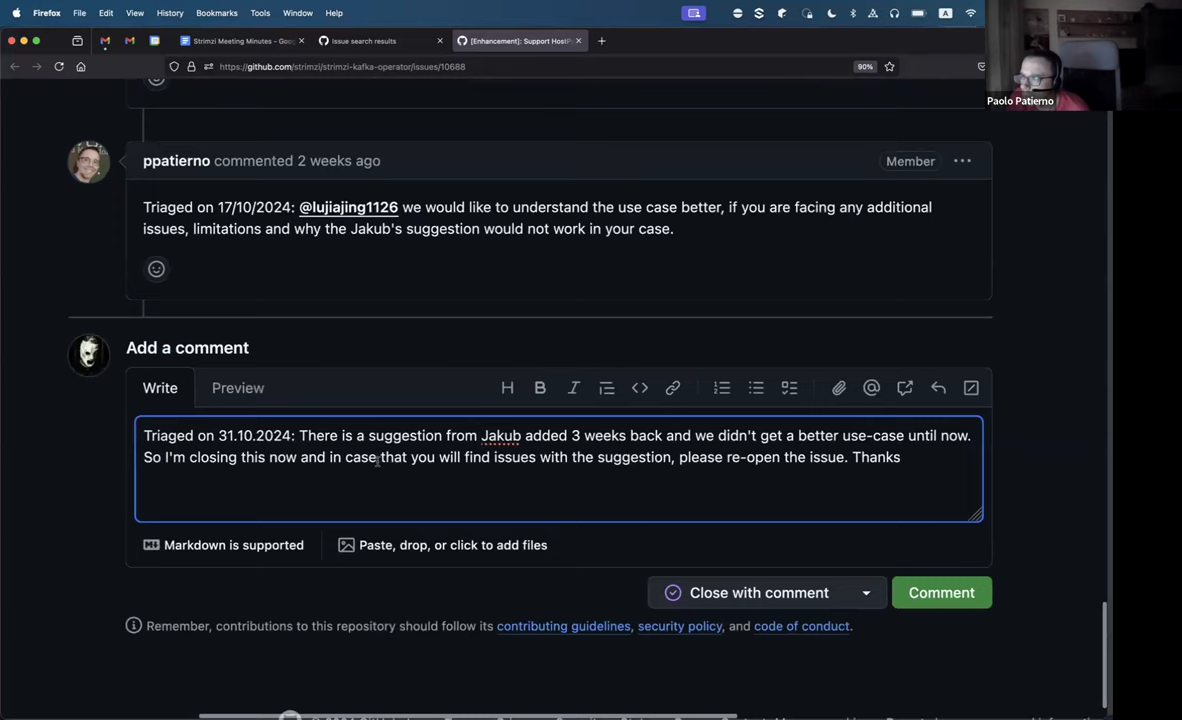 Firefox File Edit View History Bookmarks Tools Window Help
Strimzi Meeting Minutes - Goo
Issue search results
[Enhancement]: Support HostP
https://github.com/strimzi/strimzi-kafka-operator/issues/10688
90%
Paolo Patierno
ppatierno commented 2 weeks ago
Member
Triaged on 17/10/2024: @lujiajing1126 we would like to understand the use case better, if you are facing any additional
issues, limitations and why the Jakub's suggestion would not work in your case.
Add a comment
Write Preview
Triaged on 31.10.2024: There is a suggestion from Jakub added 3 weeks back and we didn't get a better use-case until now.
So I'm closing this now and in case that you will find issues with the suggestion, please re-open the issue. Thanks
Markdown is supported
Paste, drop, or click to add files
Close with comment
Comment
Remember, contributions to this repository should follow its contributing guidelines, security policy, and code of conduct.